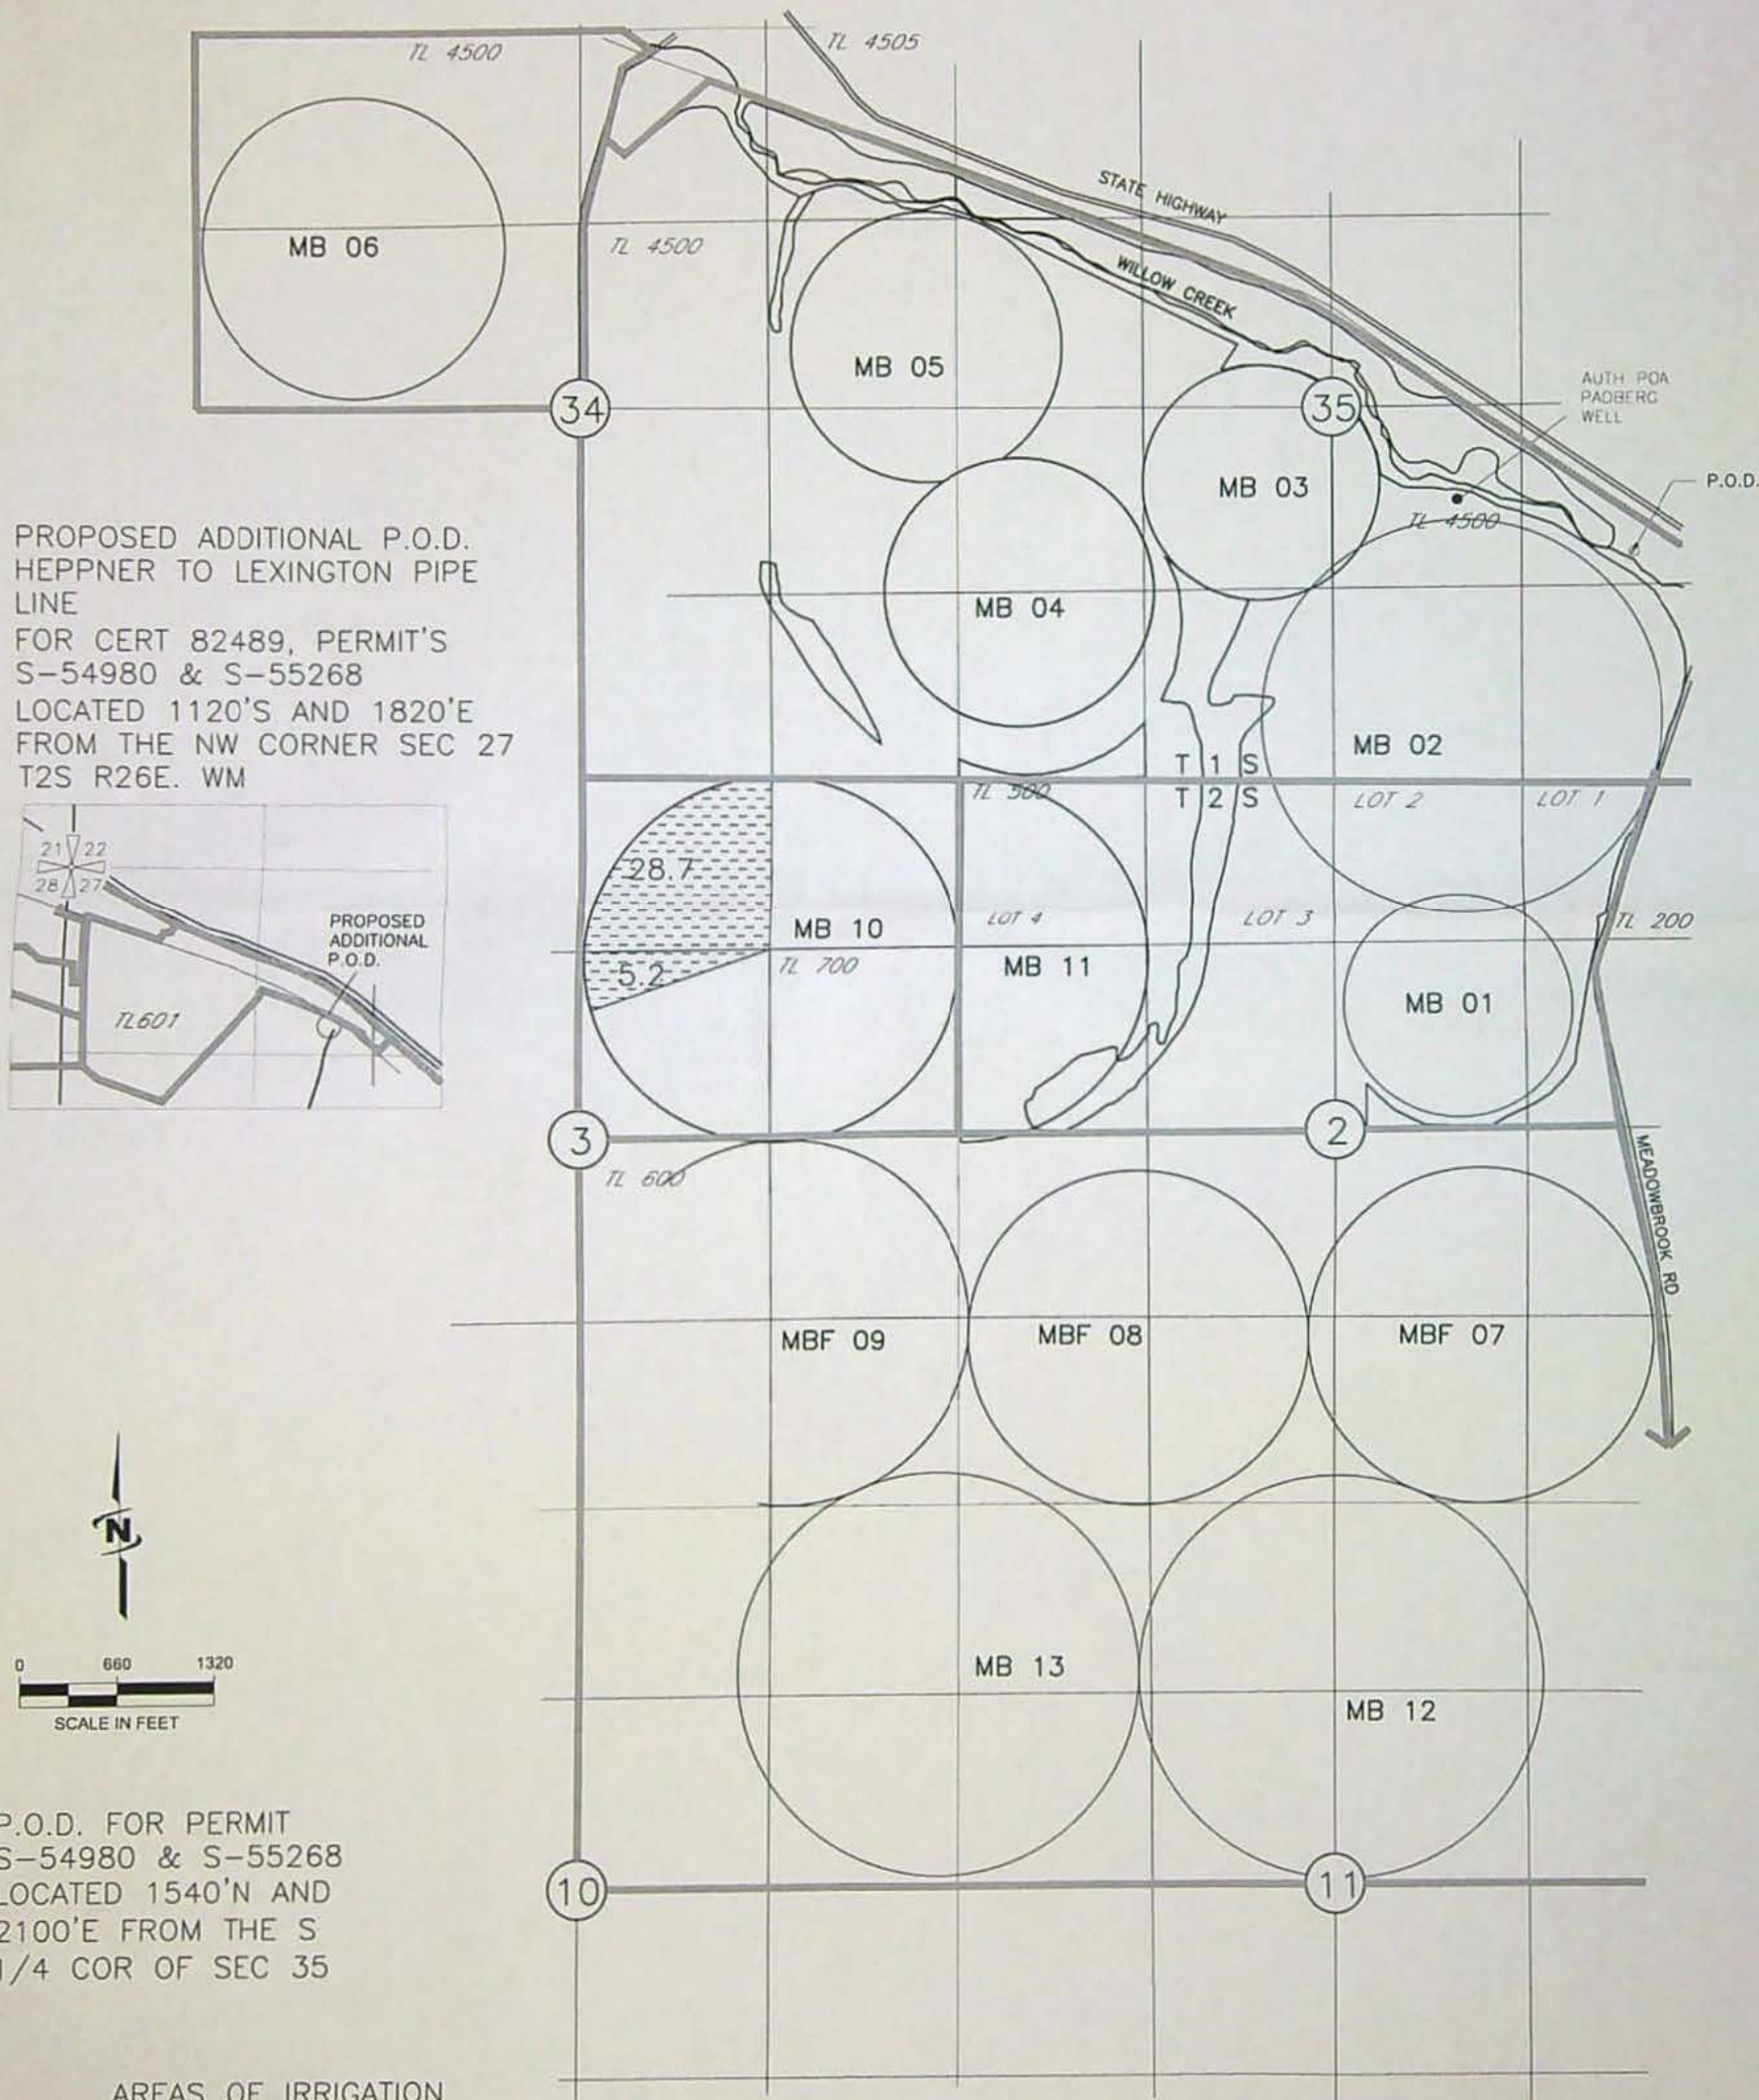 TL 4500
TL 4505
STATE HIGHWAY
MB 06
TL 4500
WILLOW CREEK
MB 05
AUTH POA
PADBERG
WELL
34
35
P.O.D.
MB 03
TL 4500
PROPOSED ADDITIONAL P.O.D.
HEPPNER TO LEXINGTON PIPE
LINE
FOR CERT 82489, PERMIT'S
S-54980 & S-55268
LOCATED 1120'S AND 1820'E
FROM THE NW CORNER SEC 27
T2S R26E. WM
MB 04
MB 02
T 1 S
T 2 S
TL 500
LOT 2
LOT 1
21 22
28 27
PROPOSED
ADDITIONAL
P.O.D.
TL601
28.7
MB 10
LOT 4
LOT 3
TL 200
5.2
TL 700
MB 11
MB 01
3
2
TL 600
MEADOWBROOK RD
MBF 09
MBF 08
MBF 07
N
0 660 1320
SCALE IN FEET
MB 13
MB 12
P.O.D. FOR PERMIT
S-54980 & S-55268
LOCATED 1540'N AND
2100'E FROM THE S
1/4 COR OF SEC 35
10
11
AREAS OF IRRIGATION